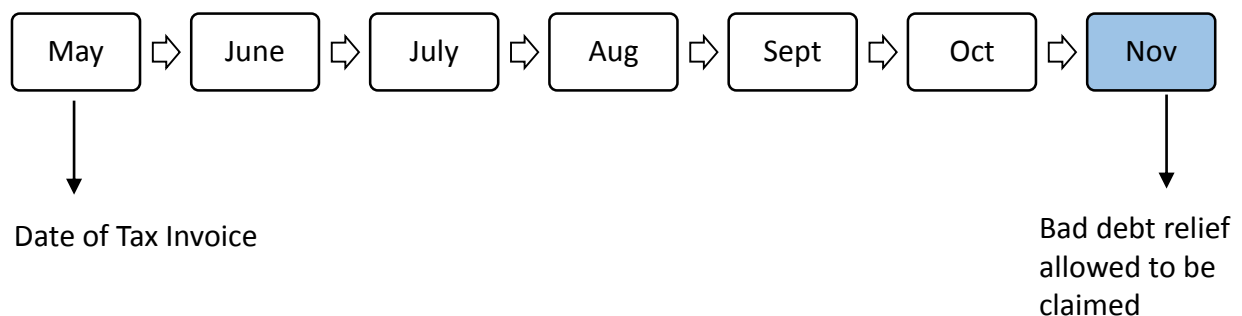 May
June
July
Aug
Sept
Oct
Nov
Date of Tax Invoice
Bad debt relief
allowed to be
claimed